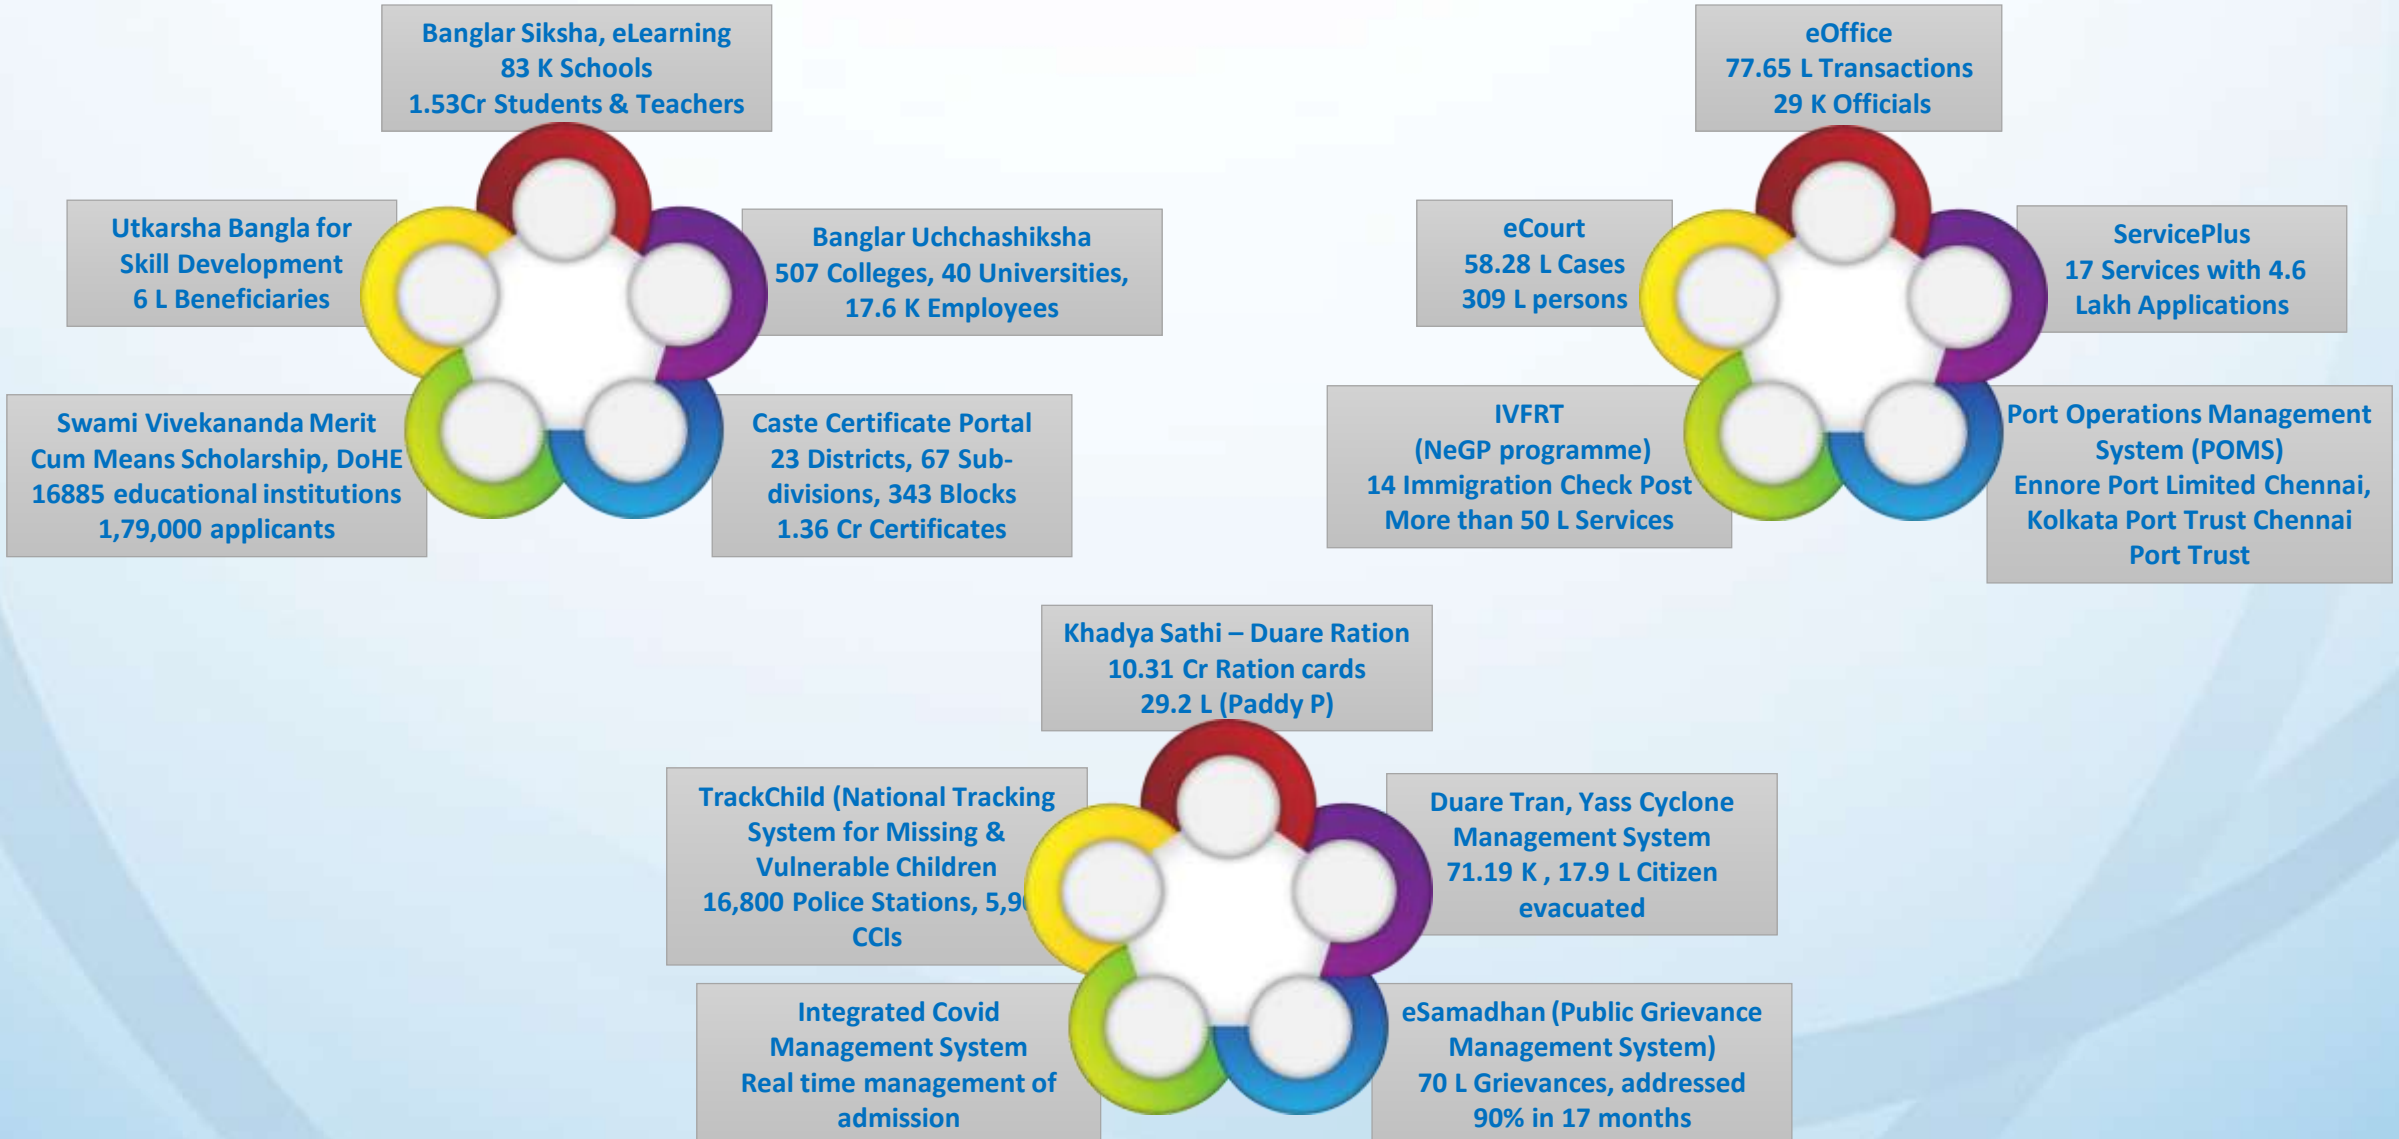 Banglar Siksha, eLearning
83 K Schools
1.53Cr Students & Teachers
Utkarsha Bangla for
Skill Development
6 L Beneficiaries
Banglar Uchchashiksha
507 Colleges, 40 Universities,
17.6 K Employees
Swami Vivekananda Merit
Cum Means Scholarship, DoHE
16885 educational institutions
1,79,000 applicants
Caste Certificate Portal
23 Districts, 67 Sub-
divisions, 343 Blocks
1.36 Cr Certificates
eOffice
77.65 L Transactions
29 K Officials
eCourt
58.28 L Cases
309 L persons
ServicePlus
17 Services with 4.6
Lakh Applications
IVFRT
(NeGP programme)
14 Immigration Check Post
More than 50 L Services
Port Operations Management
System (POMS)
Ennore Port Limited Chennai,
Kolkata Port Trust Chennai
Port Trust
Khadya Sathi – Duare Ration
10.31 Cr Ration cards
29.2 L (Paddy P)
TrackChild (National Tracking
System for Missing &
Vulnerable Children
16,800 Police Stations,
CCIs
Duare Tran, Yass Cyclone
Management System
71.19 K , 17.9 L Citizen
evacuated
Integrated Covid
Management System
Real time management of
admission
eSamadhan (Public Grievance
Management System)
70 L Grievances, addressed
90% in 17 months